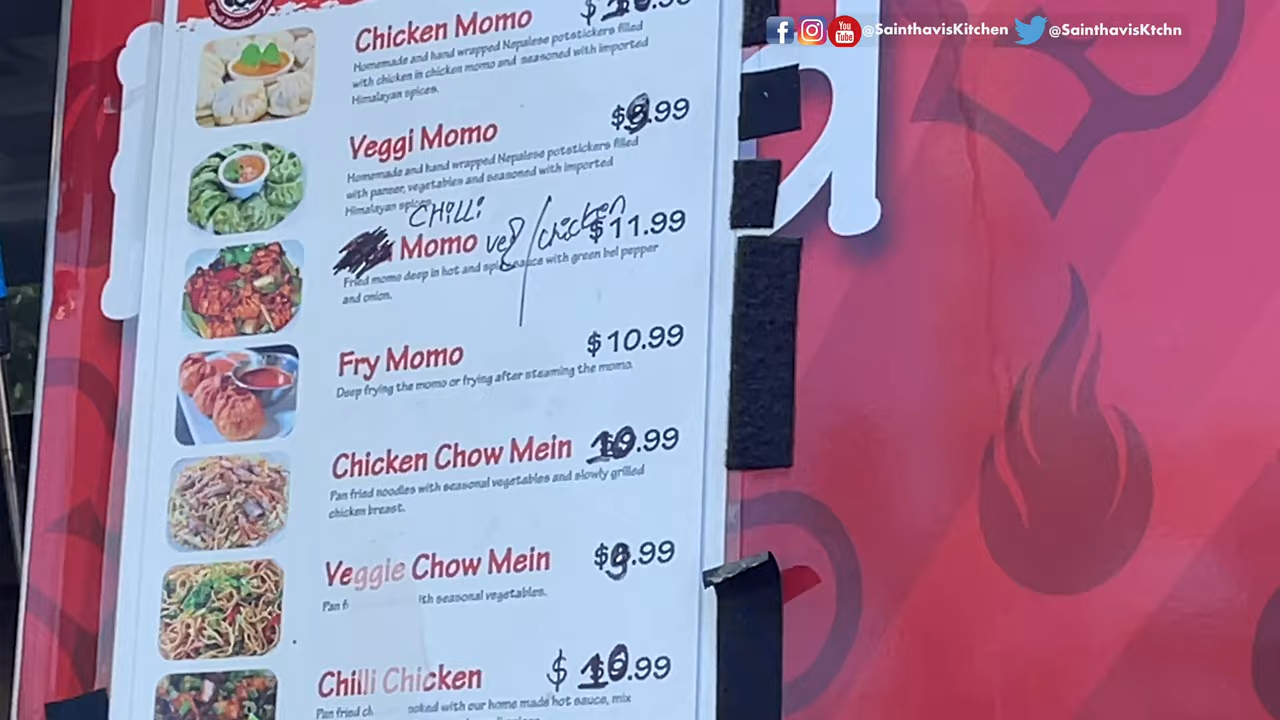 @SainthavisKitchen @SainthavisKtchn
Chicken Momo
Homemade and hand wrapped Nepalese potstickers filled
with chicken in chicken momo and seasoned with imported
Himalayan spices.
Veggi Momo $9.99
Homemade and hand wrapped Nepalese potstickers filled
with paneer, vegetables and seasoned with imported
Himalayan spices
CHILLi
Momo veg/chicken $11.99
Fried momo deep in hot and spicy sauce with green bel pepper
and onion.
Fry Momo $10.99
Deep frying the momo or frying after steaming the momo.
Chicken Chow Mein 10.99
Pan fried noodles with seasonal vegetables and slowly grilled
chicken breast.
Veggie Chow Mein $9.99
Pan ith seasonal vegetables.
Chilli Chicken $10.99
Pan fried ooked with our home made hot sauce, mix